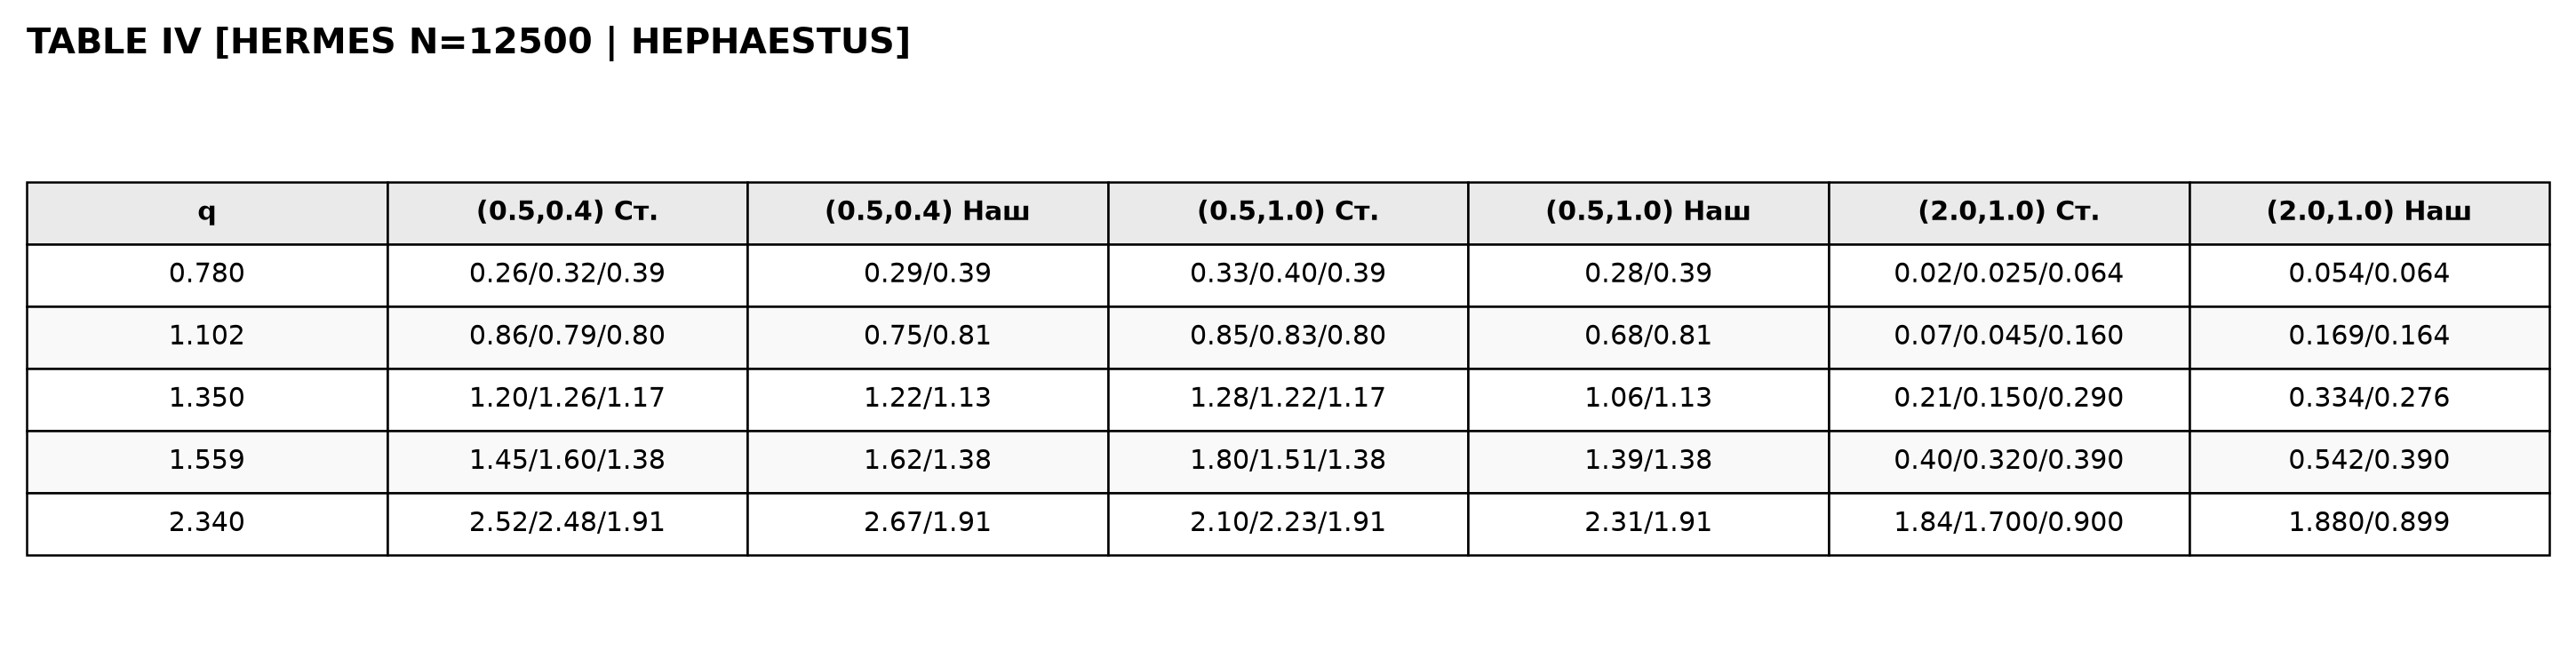 TABLE IV [HERMES N=12500 | HEPHAESTUS]
q (0.5,0.4) Ст. (0.5,0.4) Наш (0.5,1.0) Ст. (0.5,1.0) Наш (2.0,1.0) Ст. (2.0,1.0) Наш
0.780 0.26/0.32/0.39 0.29/0.39 0.33/0.40/0.39 0.28/0.39 0.02/0.025/0.064 0.054/0.064
1.102 0.86/0.79/0.80 0.75/0.81 0.85/0.83/0.80 0.68/0.81 0.07/0.045/0.160 0.169/0.164
1.350 1.20/1.26/1.17 1.22/1.13 1.28/1.22/1.17 1.06/1.13 0.21/0.150/0.290 0.334/0.276
1.559 1.45/1.60/1.38 1.62/1.38 1.80/1.51/1.38 1.39/1.38 0.40/0.320/0.390 0.542/0.390
2.340 2.52/2.48/1.91 2.67/1.91 2.10/2.23/1.91 2.31/1.91 1.84/1.700/0.900 1.880/0.899